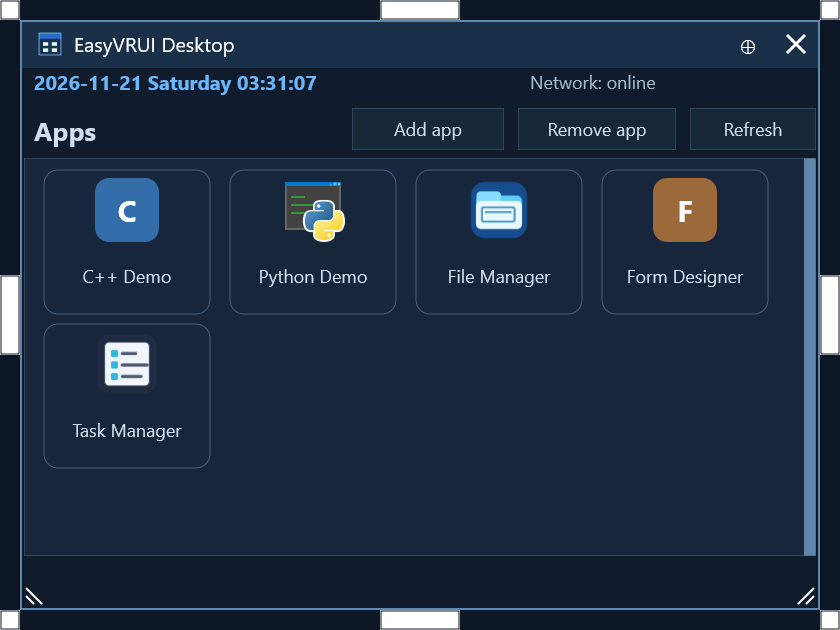 EasyVRUI Desktop
2026-11-21 Saturday 03:31:07
Network: online
Apps
Add app
Remove app
Refresh
C
C++ Demo
Python Demo
File Manager
F
Form Designer
Task Manager